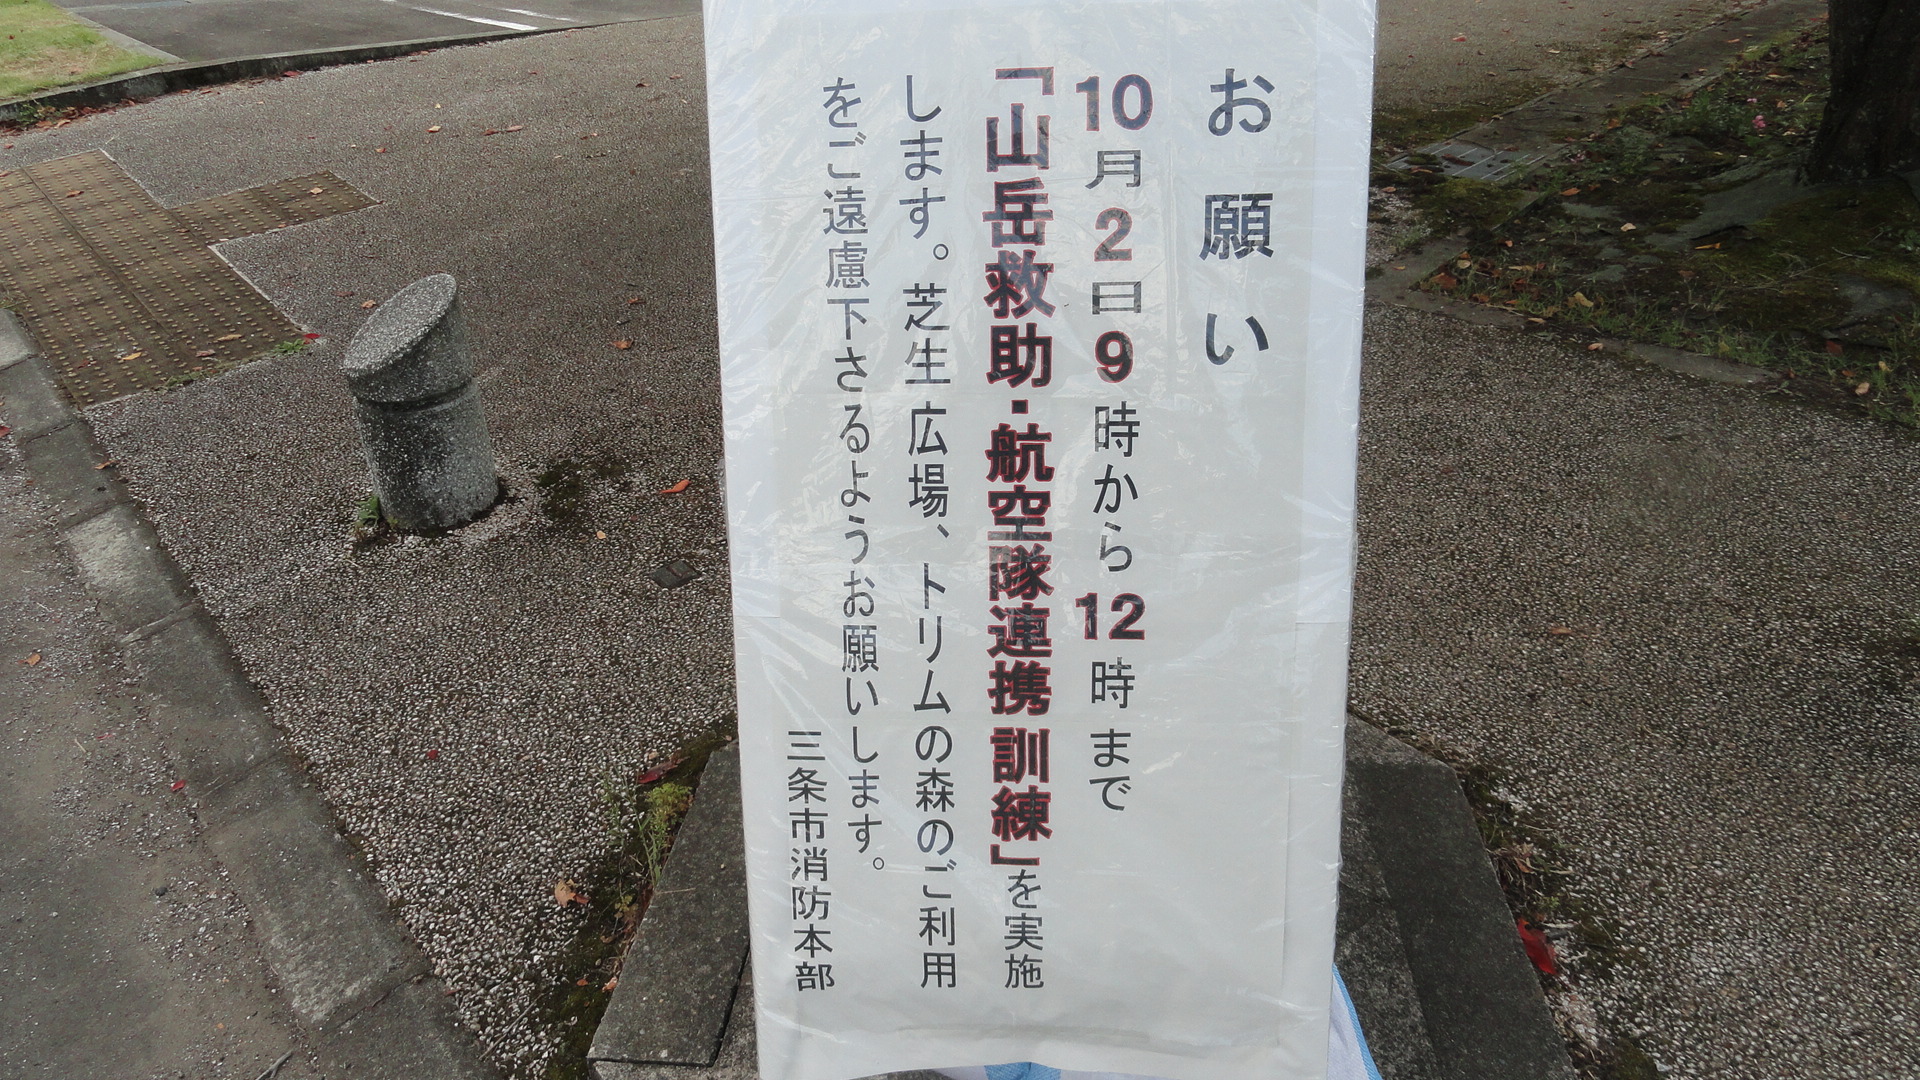 お願い
10月2日9時から12時まで
「山岳救助・航空隊連携訓練」を実施
します。芝生広場、トリムの森のご利用
をご遠慮下さるようお願いします。
三条市消防本部